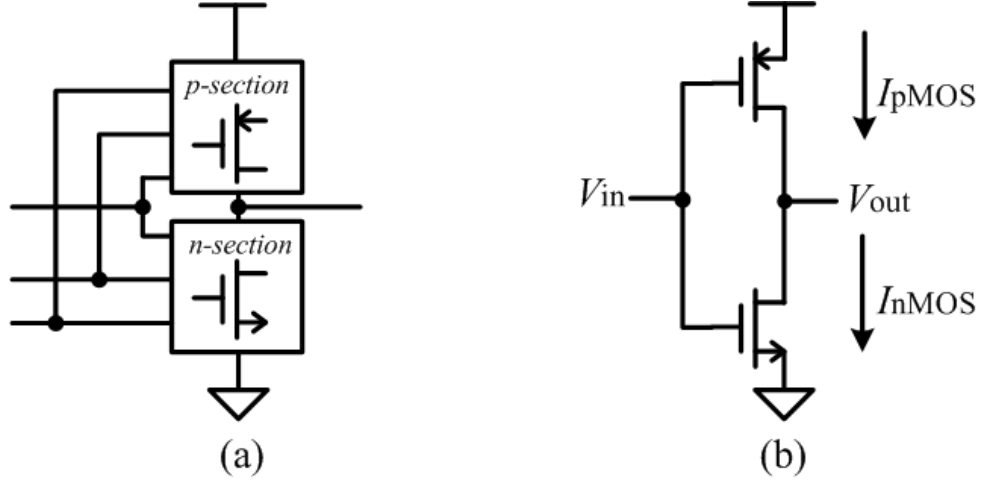 p-section
n-section
(a)
Vin
Vout
IpMOS
InMOS
(b)